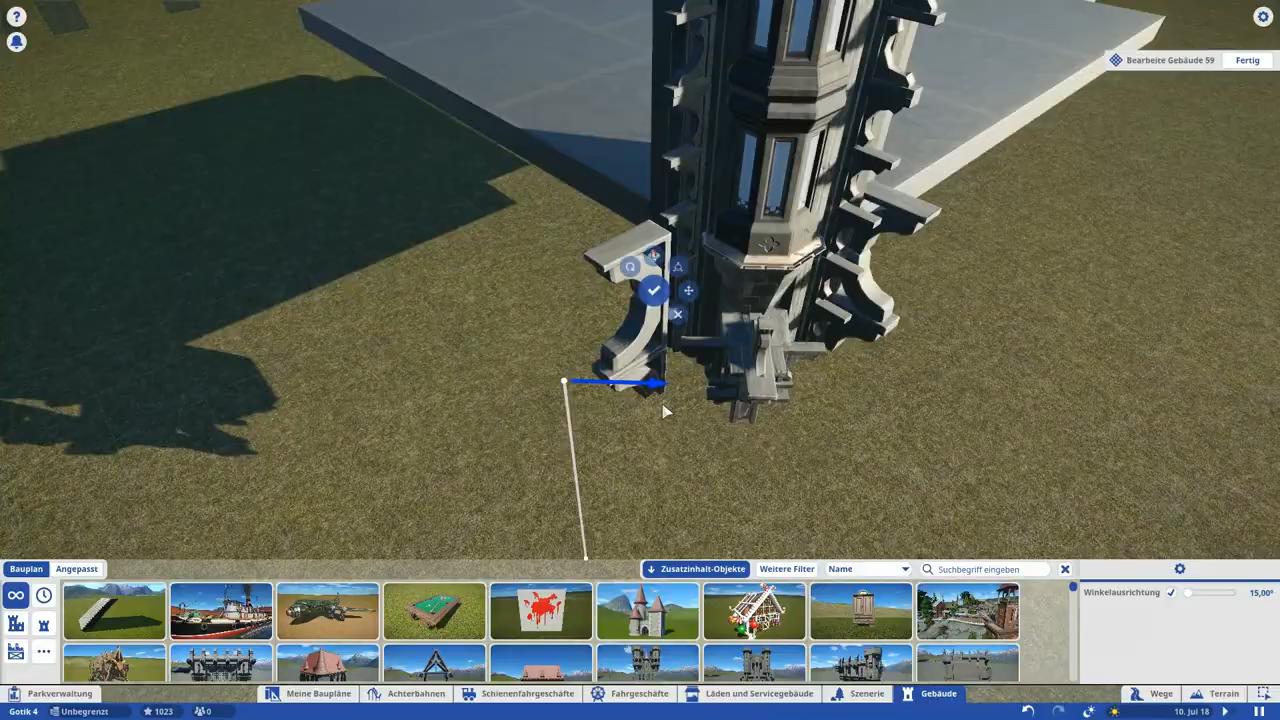 ?
Bearbeite Gebäude 59 Fertig
Bauplan Angepasst Zusatzinhalt-Objekte Weitere Filter Name Suchbegriff eingeben
Winkelausrichtung 15,00°
Parkverwaltung Meine Baupläne Achterbahnen Schienenfahrgeschäfte Fahrgeschäfte Läden und Servicegebäude Szenerie Gebäude Wege Terrain
Gotik 4 Unbegrenzt 1023 0 10. Jul 18